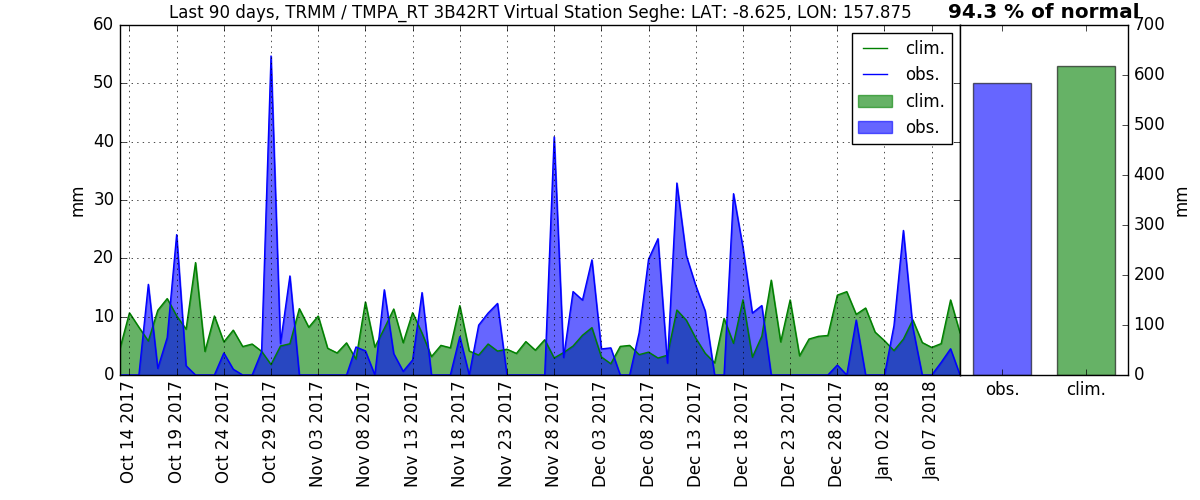 Last 90 days, TRMM / TMPA_RT 3B42RT Virtual Station Seghe: LAT: -8.625, LON: 157.875
94.3 % of normal
60
50
40
30
20
10
0
mm
clim.
obs.
clim.
obs.
Oct 14 2017
Oct 19 2017
Oct 24 2017
Oct 29 2017
Nov 03 2017
Nov 08 2017
Nov 13 2017
Nov 18 2017
Nov 23 2017
Nov 28 2017
Dec 03 2017
Dec 08 2017
Dec 13 2017
Dec 18 2017
Dec 23 2017
Dec 28 2017
Jan 02 2018
Jan 07 2018
700
600
500
400
300
200
100
0
mm
obs.
clim.